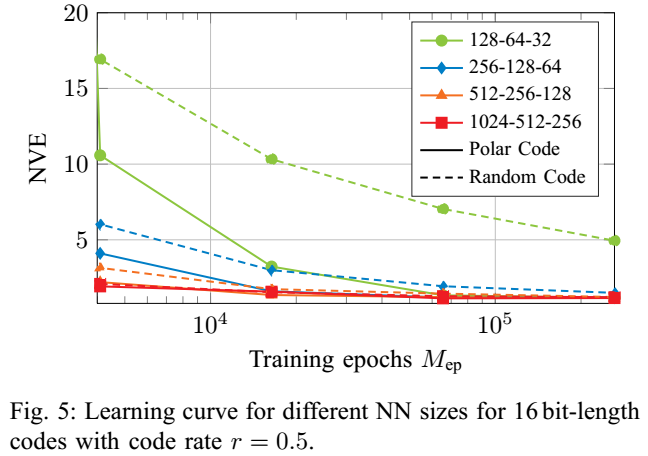 20
15
10
5
NVE
10^4
10^5
Training epochs M_ep
128-64-32
256-128-64
512-256-128
1024-512-256
Polar Code
Random Code
Fig. 5: Learning curve for different NN sizes for 16 bit-length
codes with code rate r = 0.5.